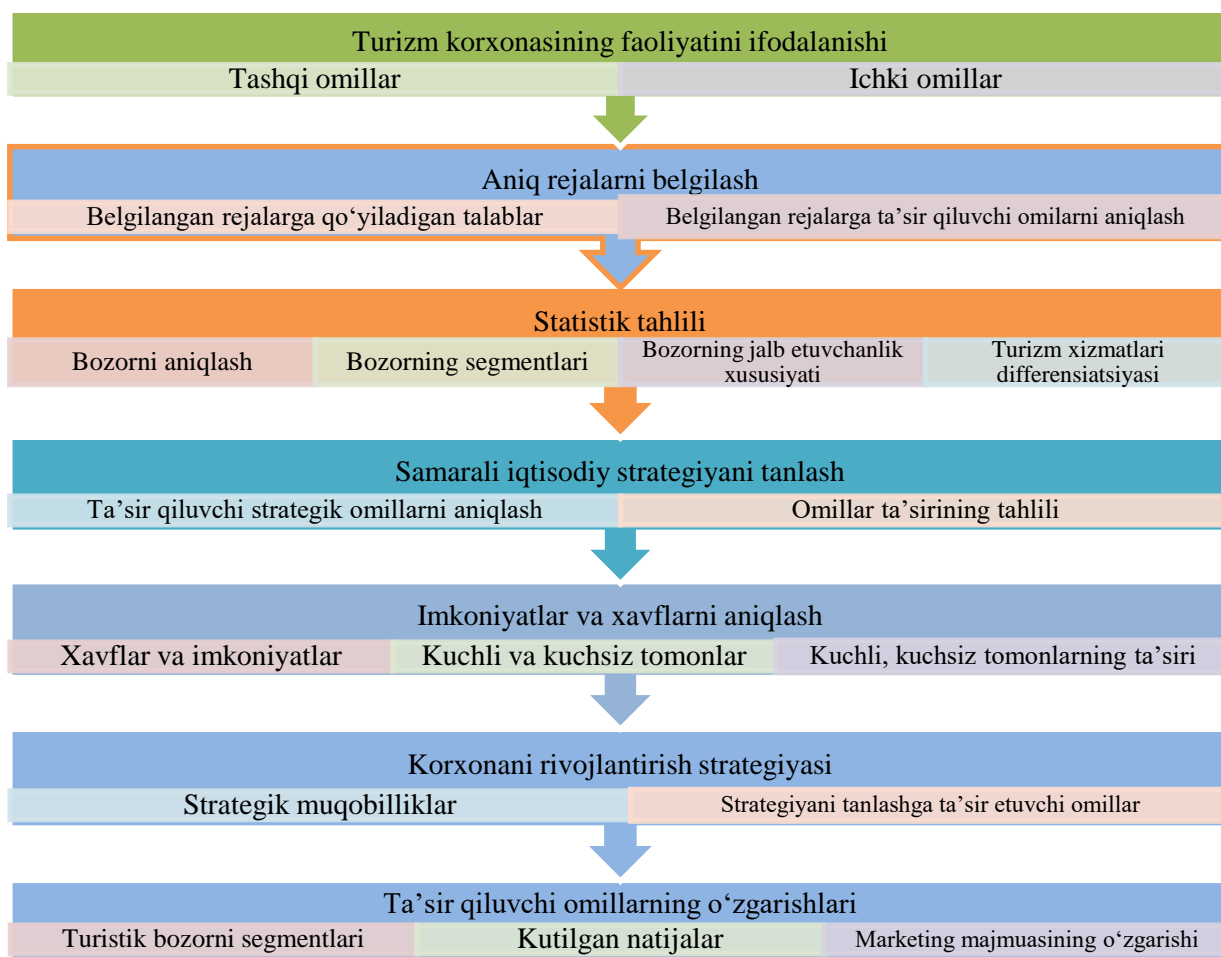 Turizm korxonasining faoliyatini ifodalanishi
Tashqi omillar
Ichki omillar
Aniq rejalarni belgilash
Belgilangan rejalarga qo‘yiladigan talablar
Belgilangan rejalarga ta’sir qiluvchi omilarni aniqlash
Statistik tahlili
Bozorni aniqlash
Bozorning segmentlari
Bozorning jalb etuvchanlik
xususiyati
Turizm xizmatlari
differensiatsiyasi
Samarali iqtisodiy strategiyani tanlash
Ta’sir qiluvchi strategik omillarni aniqlash
Omillar ta’sirining tahlili
Imkoniyatlar va xavflarni aniqlash
Xavflar va imkoniyatlar
Kuchli va kuchsiz tomonlar
Kuchli, kuchsiz tomonlarning ta’siri
Korxonani rivojlantirish strategiyasi
Strategik muqobilliklar
Strategiyani tanlashga ta’sir etuvchi omillar
Ta’sir qiluvchi omillarning o‘zgarishlari
Turistik bozorni segmentlari
Kutilgan natijalar
Marketing majmuasining o‘zgarishi